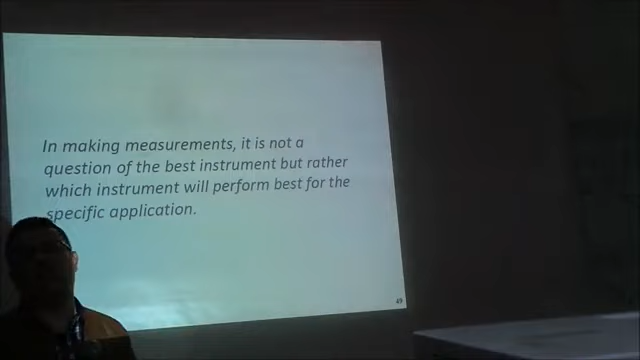 In making measurements, it is not a
question of the best instrument but rather
which instrument will perform best for the
specific application.
49